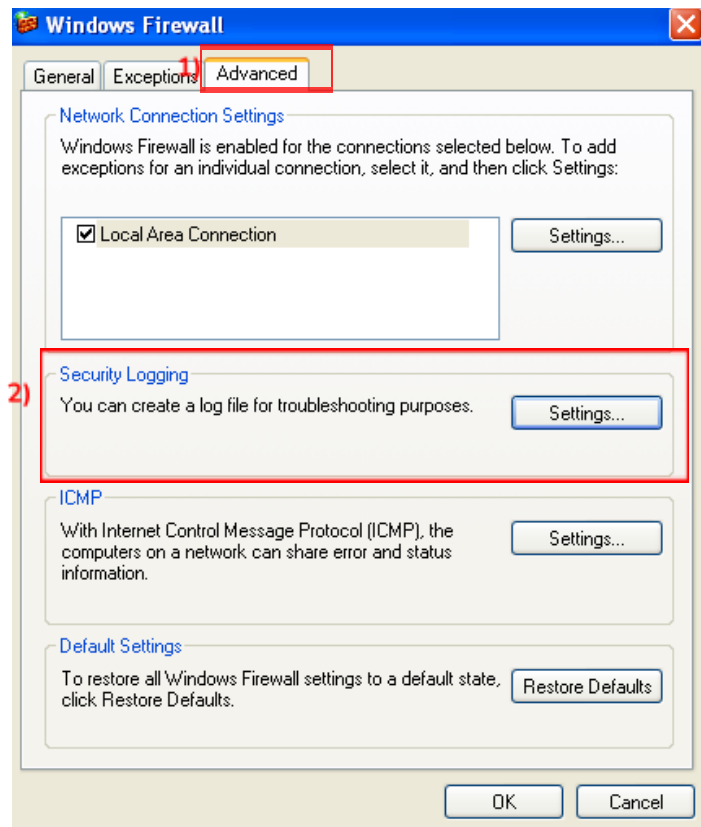 Windows Firewall
1)
General Exceptions Advanced
Network Connection Settings
Windows Firewall is enabled for the connections selected below. To add
exceptions for an individual connection, select it, and then click Settings:
Local Area Connection
Settings...
2)
Security Logging
You can create a log file for troubleshooting purposes.
Settings...
ICMP
With Internet Control Message Protocol (ICMP), the
computers on a network can share error and status
information.
Settings...
Default Settings
To restore all Windows Firewall settings to a default state,
click Restore Defaults.
Restore Defaults
OK Cancel